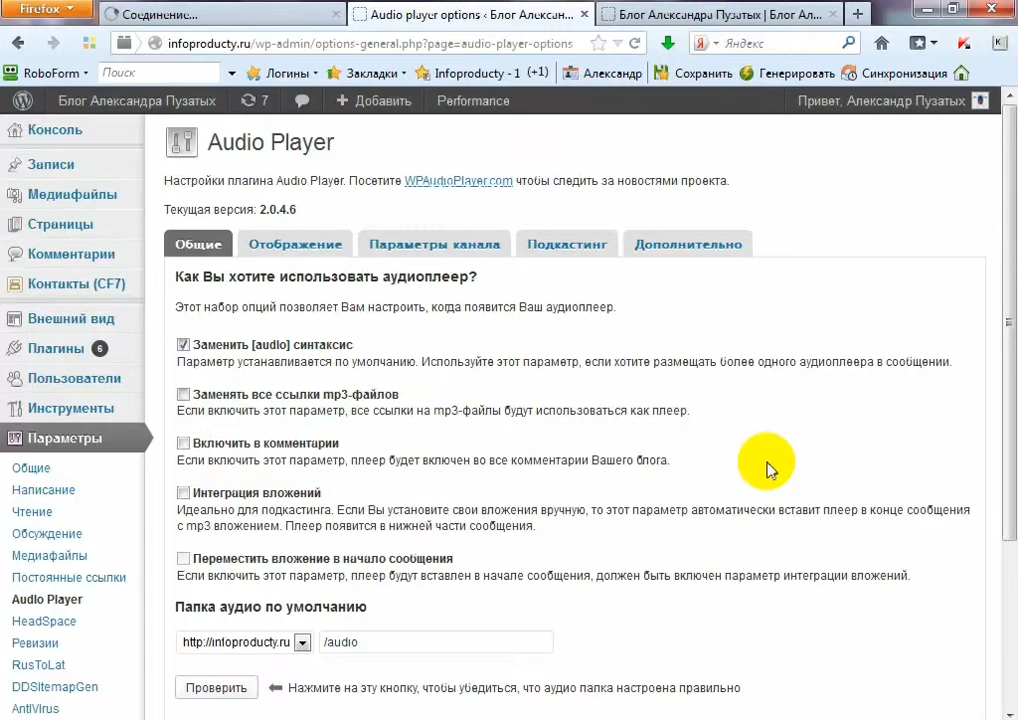 Firefox
Соединение...
Audio player options ‹ Блог Александ...
Блог Александра Пузатых | Блог Ал...
infoproducty.ru/wp-admin/options-general.php?page=audio-player-options
Яндекс
RoboForm
Поиск
Логины
Закладки
Infoproducty - 1 (+1)
Александр
Сохранить
Генерировать
Синхронизация
Блог Александра Пузатых
7
Добавить
Performance
Привет, Александр Пузатых
Консоль
Записи
Медиафайлы
Страницы
Комментарии
Контакты (CF7)
Внешний вид
Плагины 6
Пользователи
Инструменты
Параметры
Общие
Написание
Чтение
Обсуждение
Медиафайлы
Постоянные ссылки
Audio Player
HeadSpace
Ревизии
RusToLat
DDSitemapGen
AntiVirus
Audio Player
Настройки плагина Audio Player. Посетите WPAudioPlayer.com чтобы следить за новостями проекта.
Текущая версия: 2.0.4.6
Общие
Отображение
Параметры канала
Подкастинг
Дополнительно
Как Вы хотите использовать аудиоплеер?
Этот набор опций позволяет Вам настроить, когда появится Ваш аудиоплеер.
Заменить [audio] синтаксис
Параметр устанавливается по умолчанию. Используйте этот параметр, если хотите размещать более одного аудиоплеера в сообщении.
Заменять все ссылки mp3-файлов
Если включить этот параметр, все ссылки на mp3-файлы будут использоваться как плеер.
Включить в комментарии
Если включить этот параметр, плеер будет включен во все комментарии Вашего блога.
Интеграция вложений
Идеально для подкастинга. Если Вы установите свои вложения вручную, то этот параметр автоматически вставит плеер в конце сообщения
с mp3 вложением. Плеер появится в нижней части сообщения.
Переместить вложение в начало сообщения
Если включить этот параметр, плеер будут вставлен в начале сообщения, должен быть включен параметр интеграции вложений.
Папка аудио по умолчанию
http://infoproducty.ru
/audio
Проверить
Нажмите на эту кнопку, чтобы убедиться, что аудио папка настроена правильно